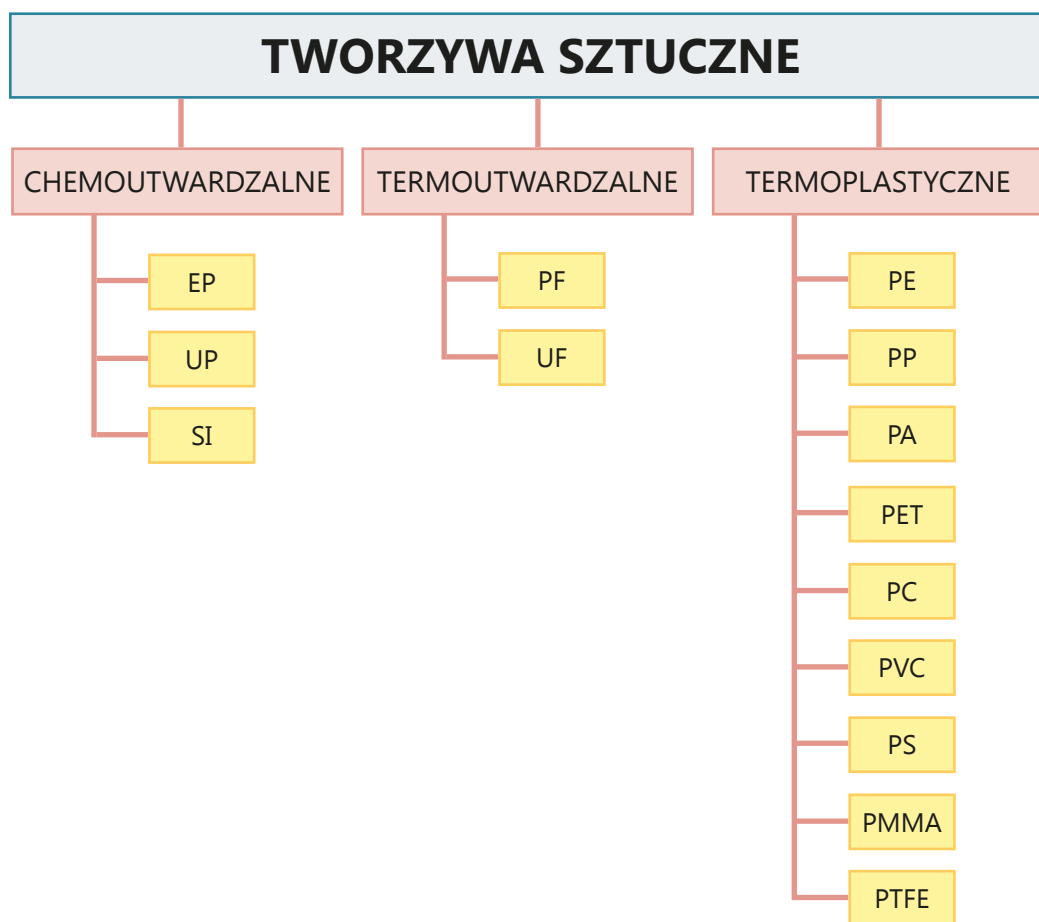 TWORZYWA SZTUCZNE
CHEMOUTWARDZALNE
EP
UP
SI
TERMOUTWARDZALNE
PF
UF
TERMOPLASTYCZNE
PE
PP
PA
PET
PC
PVC
PS
PMMA
PTFE